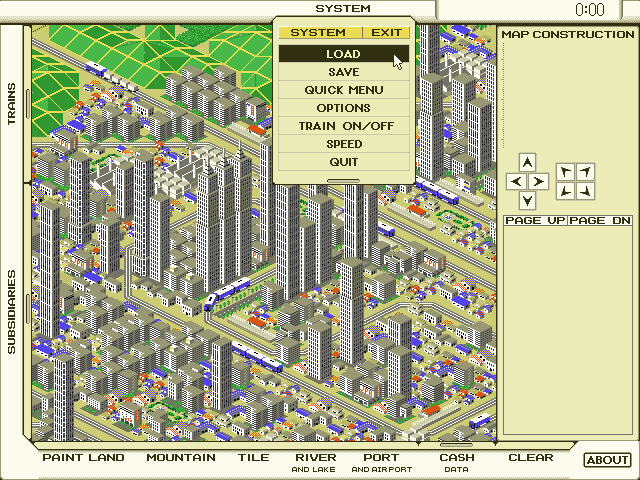 SYSTEM
0:00
SYSTEM EXIT
LOAD
SAVE
QUICK MENU
OPTIONS
TRAIN ON/OFF
SPEED
QUIT
MAP CONSTRUCTION
PAGE UP PAGE DN
TRAINS
SUBSIDIARIES
PAINT LAND MOUNTAIN TILE RIVER PORT CASH CLEAR ABOUT
AND LAKE AND AIRPORT DATA